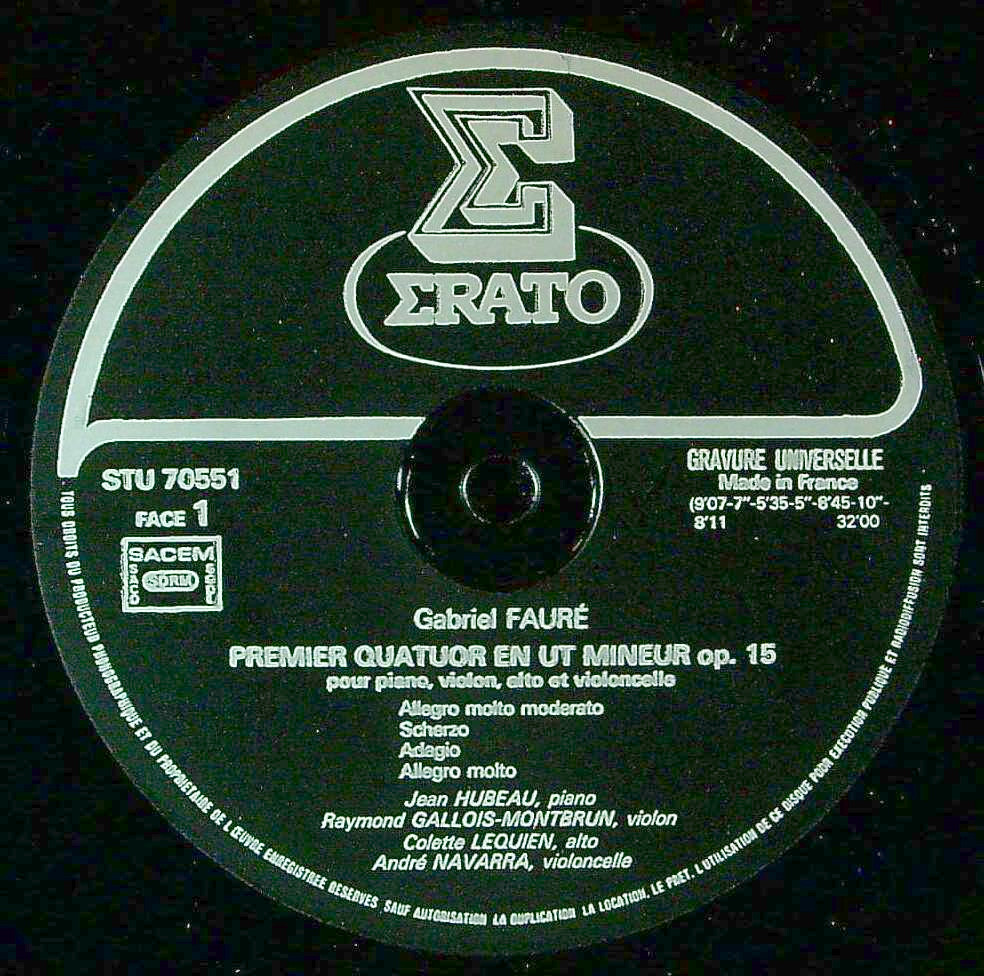 Σ
ΣRATO
STU 70551
FACE 1
SACEM
SACD
SDRM
SGDL
GRAVURE UNIVERSELLE
Made in France
(9'07-7"-5'35-5"-6'45-10"-
8'11 32'00
Gabriel FAURÉ
PREMIER QUATUOR EN UT MINEUR op. 15
pour piano, violon, alto et violoncelle
Allegro molto moderato
Scherzo
Adagio
Allegro molto
Jean HUBEAU, piano
Raymond GALLOIS-MONTBRUN, violon
Colette LEQUIEN, alto
André NAVARRA, violoncelle
TOUS DROITS DU PRODUCTEUR PHONOGRAPHIQUE ET DU PROPRIETAIRE DE L'ŒUVRE ENREGISTREE RESERVES SAUF AUTORISATION LA DUPLICATION LA LOCATION, LE PRET, L'UTILISATION DE CE DISQUE POUR EXECUTION PUBLIQUE ET RADIODIFFUSION SONT INTERDITS